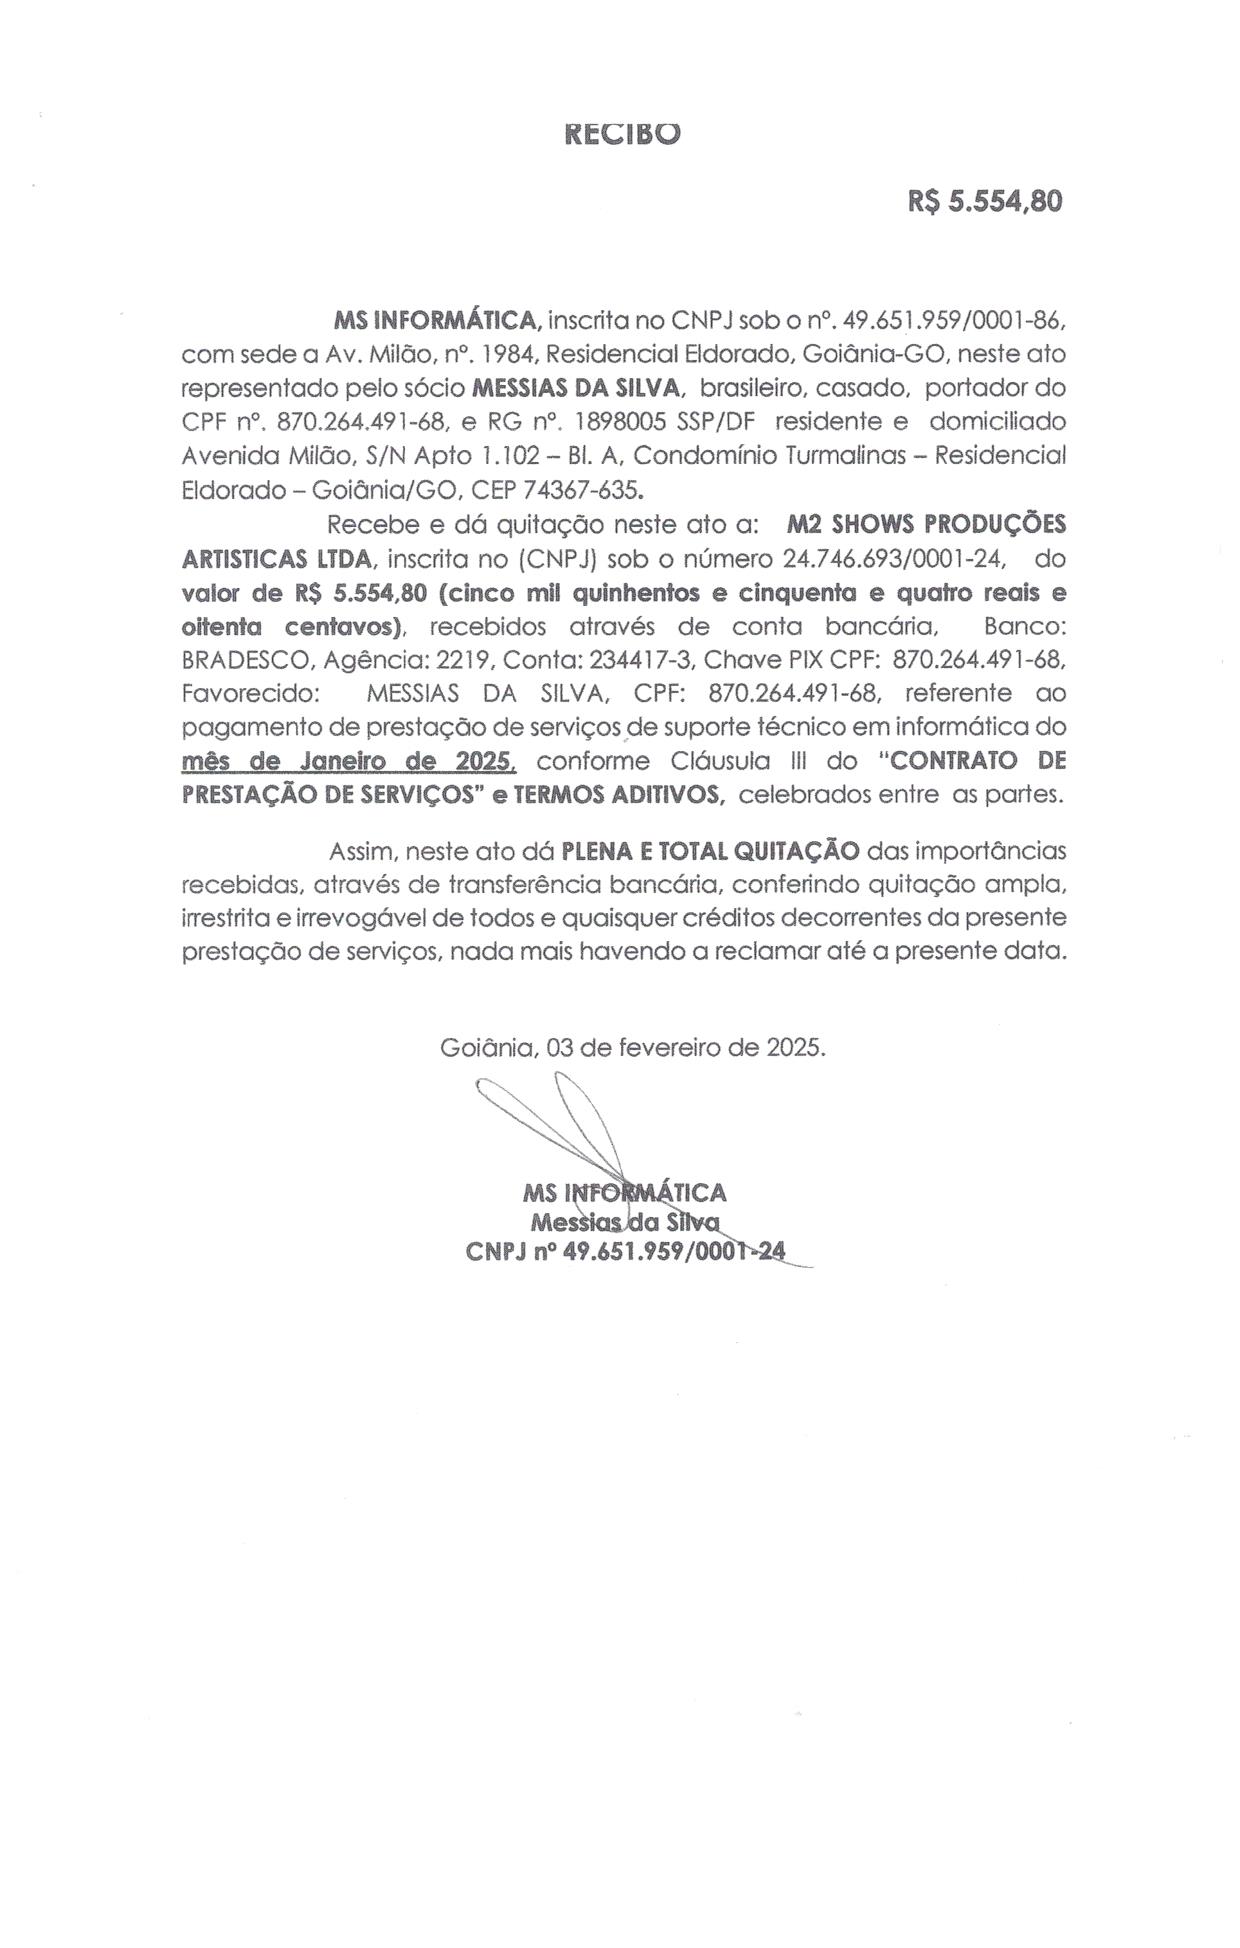 RECIBO
R$ 5.554,80
MS INFORMÁTICA, inscrita no CNPJ sob o nº. 49.651.959/0001-86,
com sede a Av. Milão, nº. 1984, Residencial Eldorado, Goiânia-GO, neste ato
representado pelo sócio MESSIAS DA SILVA, brasileiro, casado, portador do
CPF nº. 870.264.491-68, e RG nº. 1898005 SSP/DF residente e domiciliado
Avenida Milão, S/N Apto 1.102 – Bl. A, Condomínio Turmalinas – Residencial
Eldorado – Goiânia/GO, CEP 74367-635.
Recebe e dá quitação neste ato a: M2 SHOWS PRODUÇÕES
ARTISTICAS LTDA, inscrita no (CNPJ) sob o número 24.746.693/0001-24, do
valor de R$ 5.554,80 (cinco mil quinhentos e cinquenta e quatro reais e
oitenta centavos), recebidos através de conta bancária, Banco:
BRADESCO, Agência: 2219, Conta: 234417-3, Chave PIX CPF: 870.264.491-68,
Favorecido: MESSIAS DA SILVA, CPF: 870.264.491-68, referente ao
pagamento de prestação de serviços de suporte técnico em informática do
mês de Janeiro de 2025, conforme Cláusula III do “CONTRATO DE
PRESTAÇÃO DE SERVIÇOS” e TERMOS ADITIVOS, celebrados entre as partes.
Assim, neste ato dá PLENA E TOTAL QUITAÇÃO das importâncias
recebidas, através de transferência bancária, conferindo quitação ampla,
irrestrita e irrevogável de todos e quaisquer créditos decorrentes da presente
prestação de serviços, nada mais havendo a reclamar até a presente data.
Goiânia, 03 de fevereiro de 2025.
MS INFORMÁTICA
Messias da Silva
CNPJ nº 49.651.959/0001-24